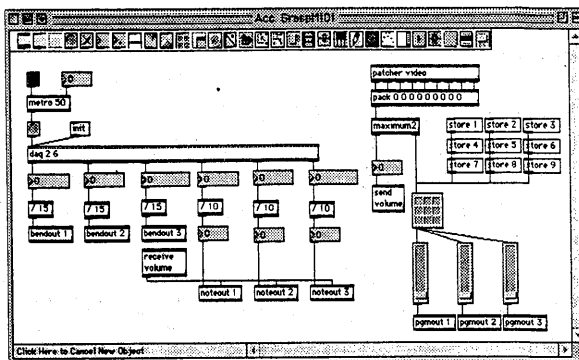 metro 50
0
init
daq 2 6
0 0 0 0 0 0
/ 15 / 15 / 15 / 10 / 10 / 10
bendout 1 bendout 2 bendout 3 0 0 0
receive volume
noteout 1 noteout 2 noteout 3
patcher video
pack 0 0 0 0 0 0 0 0 0
maximum2
store 1 store 2 store 3
store 4 store 5 store 6
store 7 store 8 store 9
0
send volume
pgmout 1 pgmout 2 pgmout 3
Click Here to Cancel New Object